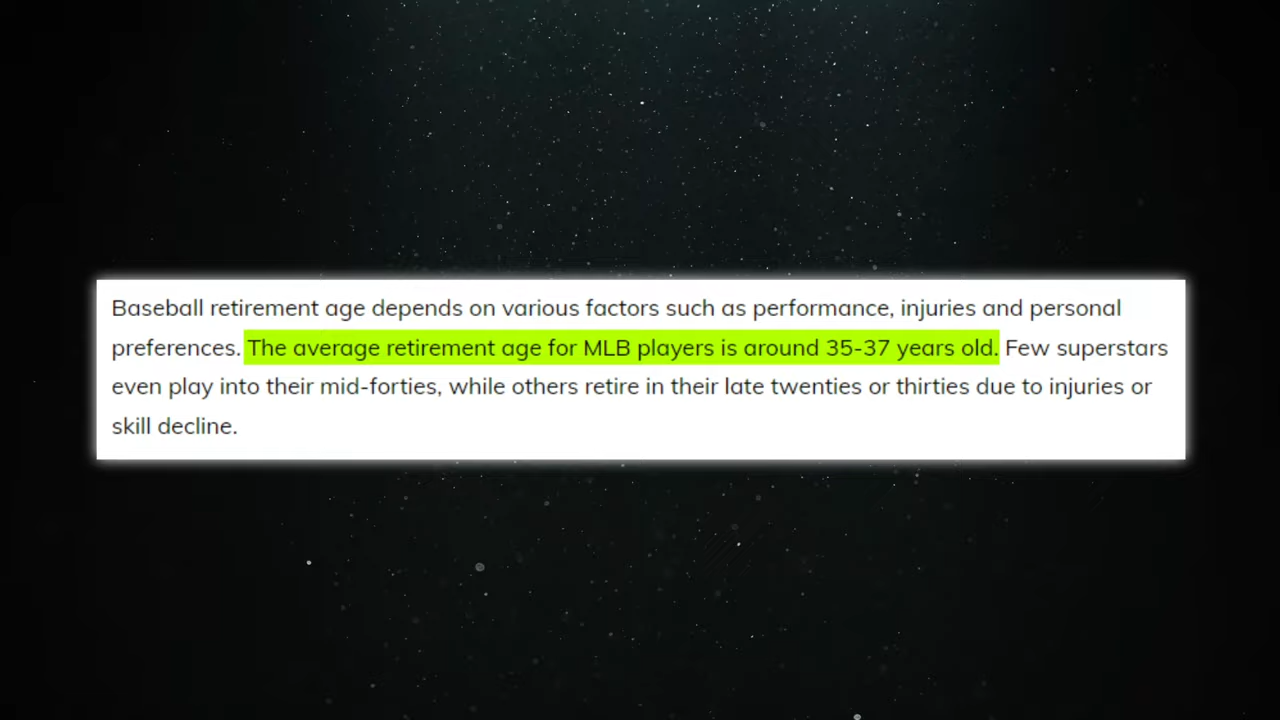 Baseball retirement age depends on various factors such as performance, injuries and personal
preferences. The average retirement age for MLB players is around 35-37 years old. Few superstars
even play into their mid-forties, while others retire in their late twenties or thirties due to injuries or
skill decline.